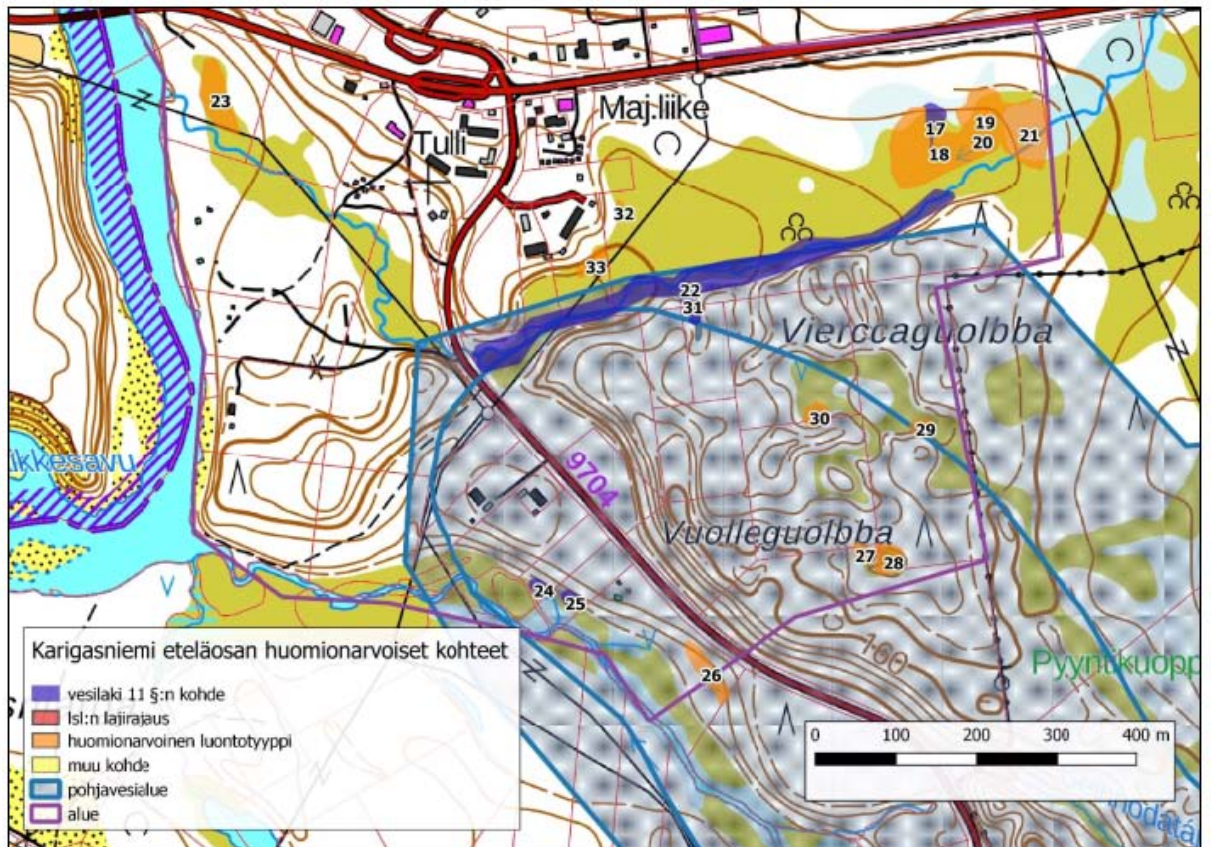 23
Maj.liike
Tulli
17
19
18
20
21
32
33
22
31
Vierccaguolbba
30
29
ikkesavu
9704
Vuolleguolbba
27
28
24
25
26
160
Pyyntikuopp
Karigasniemi eteläosan huomionarvoiset kohteet
vesilaki 11 §:n kohde
lsl:n lajirajaus
huomionarvoinen luontotyyppi
muu kohde
pohjavesialue
alue
0 100 200 300 400 m